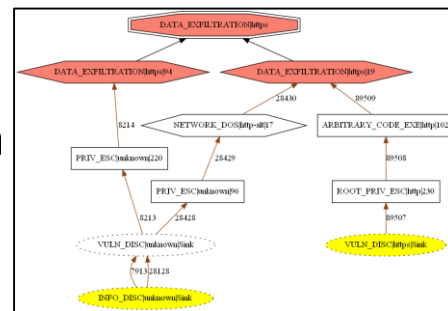 DATA_EXFILTRATION|https
DATA_EXFILTRATION|https|94
DATA_EXFILTRATION|https|19
28430
89509
8214
NETWORK_DOS|http-alt|17
ARBITRARY_CODE_EXE|http|102
28429
89508
PRIV_ESC|unknown|220
PRIV_ESC|unknown|96
ROOT_PRIV_ESC|http|230
8213
28428
89507
VULN_DISC|unknown|Sink
VULN_DISC|https|Sink
7913
28128
INFO_DISC|unknown|Sink